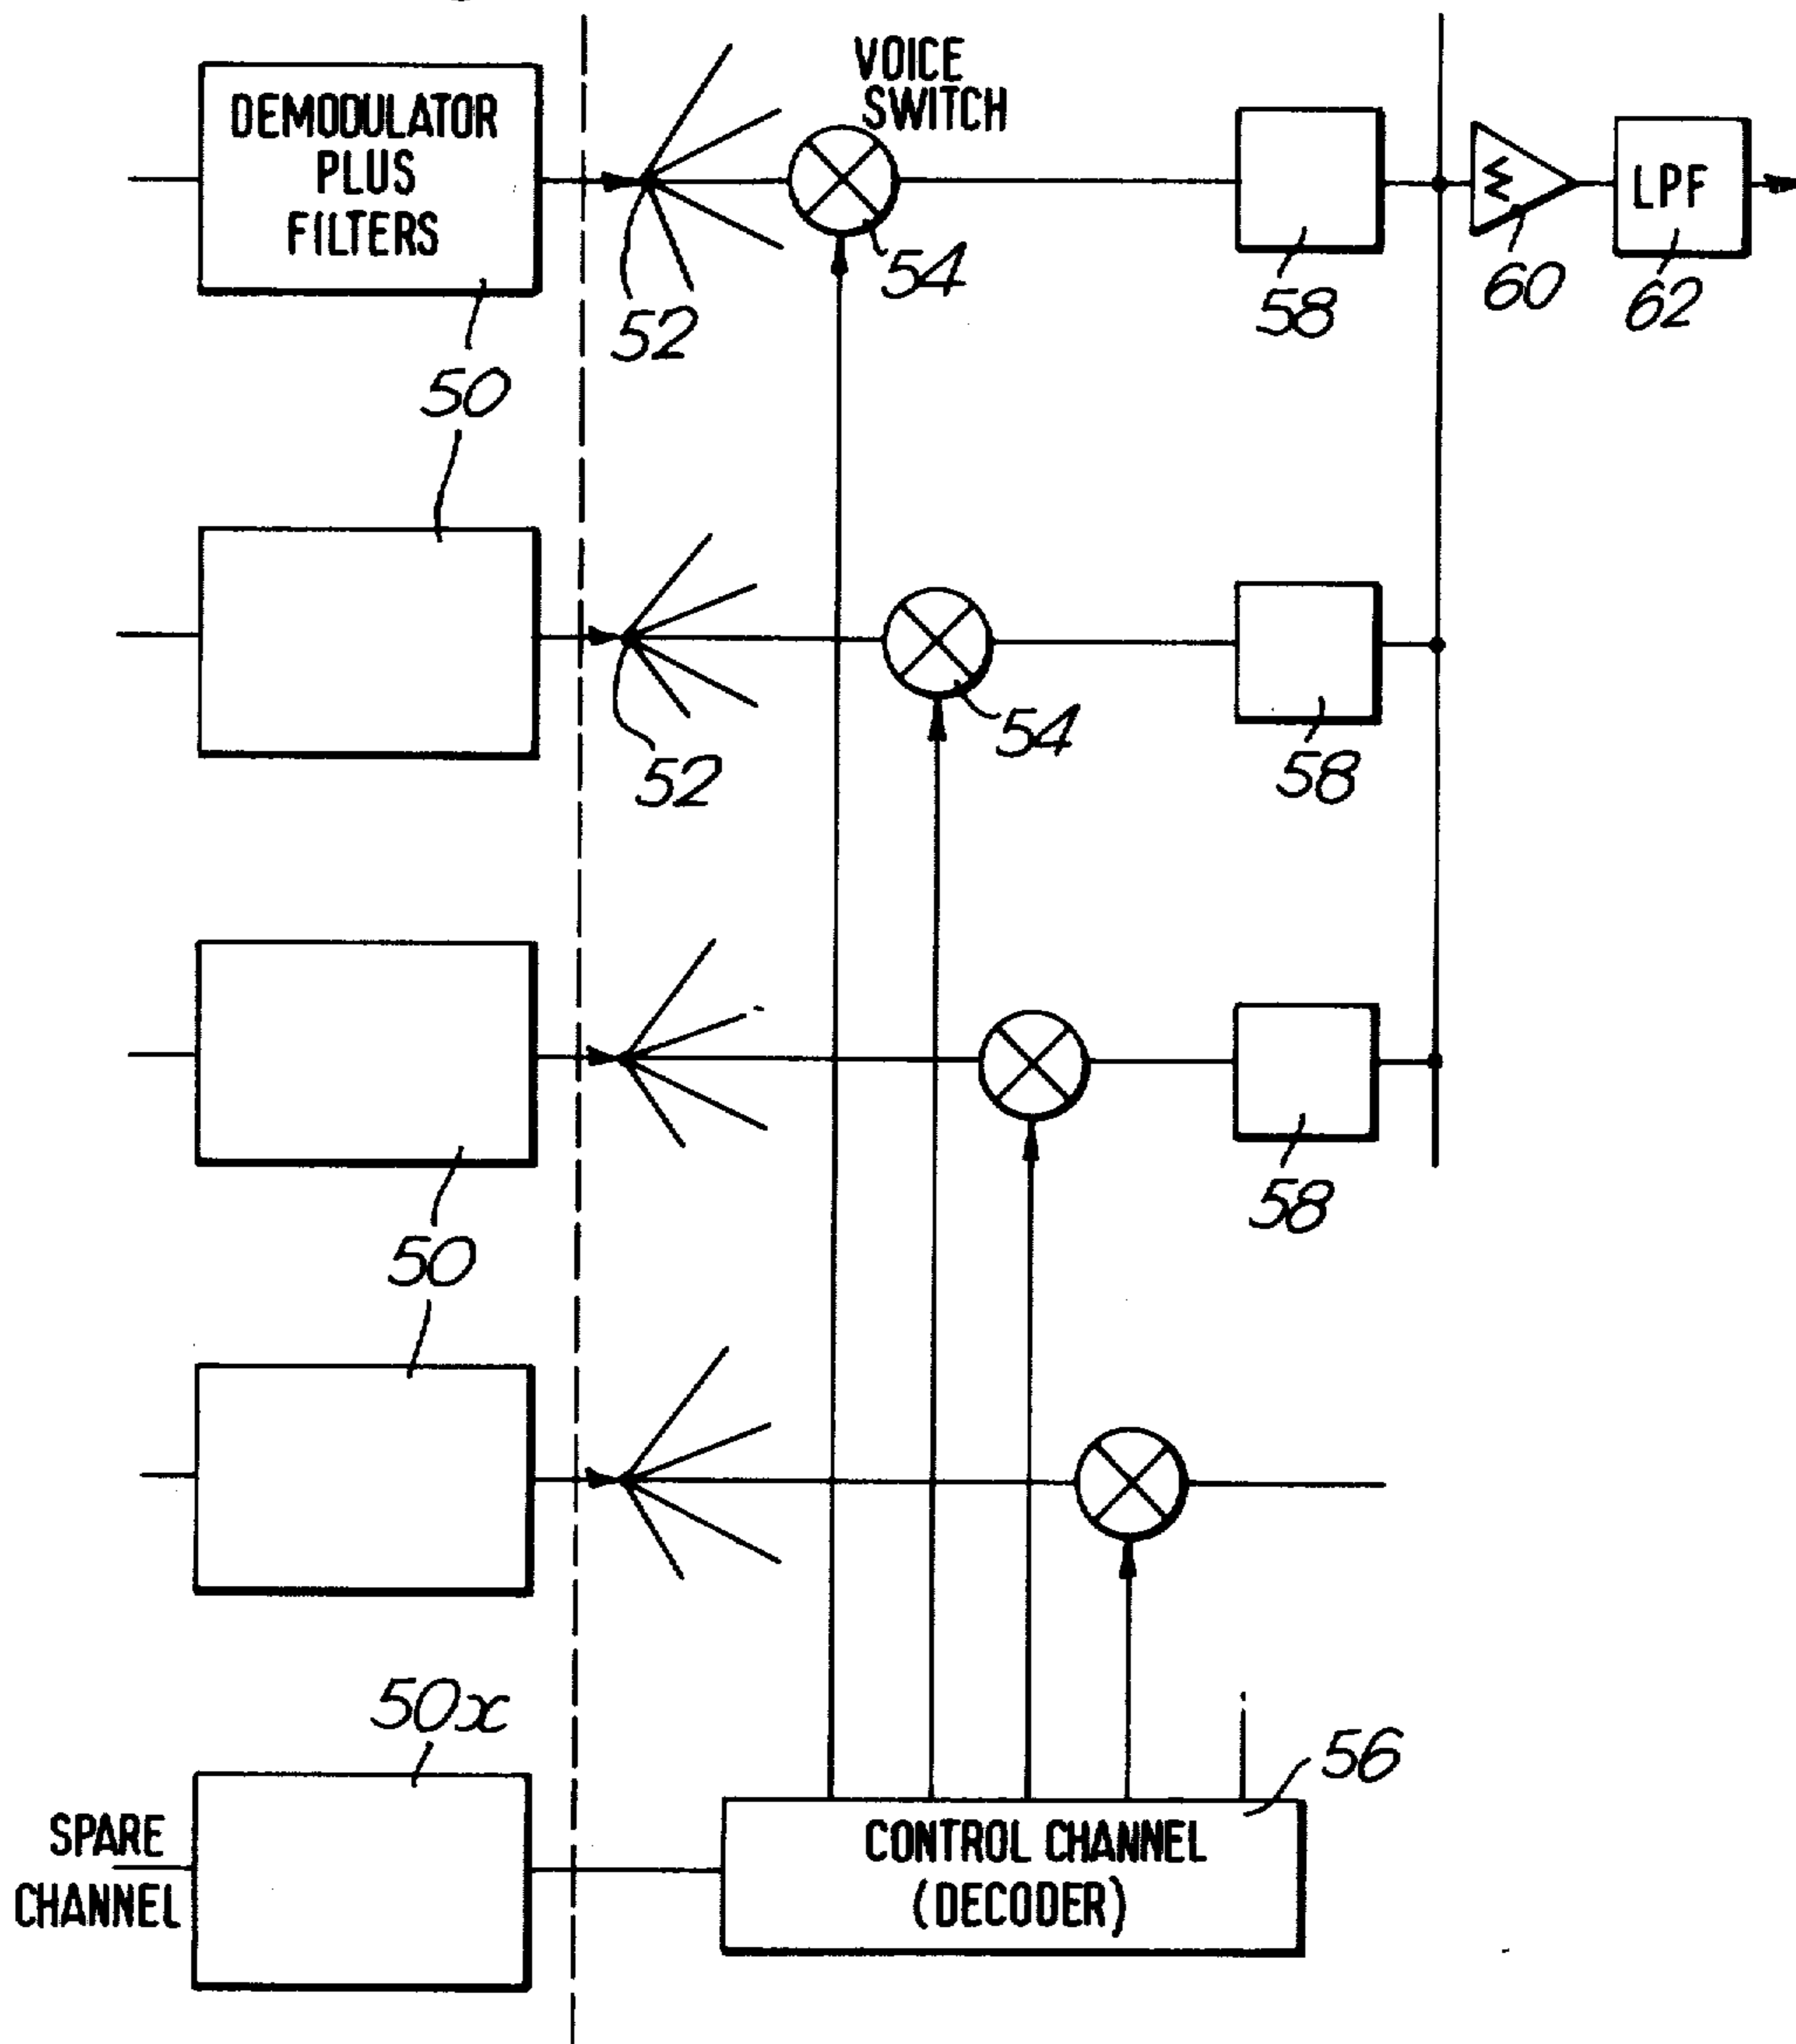 DEMODULATOR
PLUS
FILTERS
VOICE
SWITCH
LPF
54
58
60
62
52
50
54
58
52
58
50
50x
56
SPARE
CHANNEL
CONTROL CHANNEL
(DECODER)